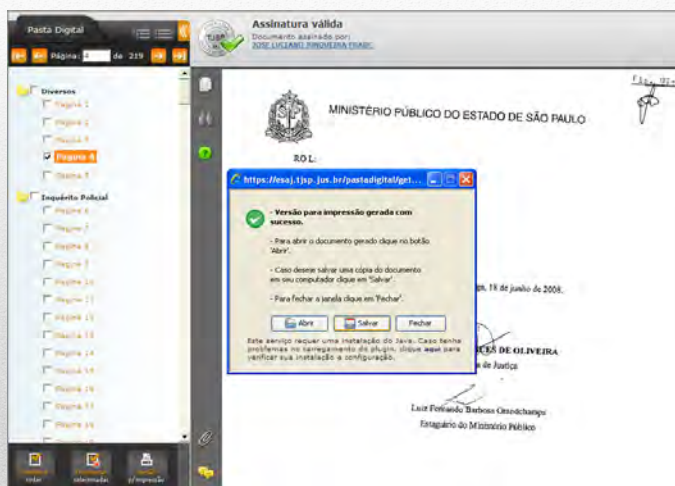 Pasta Digital
Página: 4 de 219
Diversos
Página 1
Página 2
Página 3
Página 4
Página 5
Inquérito Policial
Página 6
Página 7
Página 8
Página 9
Página 10
Página 11
Página 12
Página 13
Página 14
Página 15
Página 16
Página 17
Página 18
selecionadas
p/impressão
TJSP
Assinatura válida
Documento assinado por:
JOSE LUCIANO JUNQUEIRA
MINISTÉRIO PÚBLICO DO ESTADO DE SÃO PAULO
ROL:
https://esaj.tjsp.jus.br/pastadigital/get...
- Versão para impressão gerada com
sucesso.
- Para abrir o documento gerado clique no botão
'Abrir'.
- Caso deseje salvar uma cópia do documento
em seu computador clique em 'Salvar'.
- Para fechar a janela clique em 'Fechar'.
Abrir
Salvar
Fechar
Este serviço requer uma instalação do Java. Caso tenha
problemas no carregamento do plugin, clique aqui para
verificar sua instalação e configuração.
18 de junho de 2008.
DE OLIVEIRA
de Justiça
Luiz Fernando Barbosa
Estagiário do Ministério Público